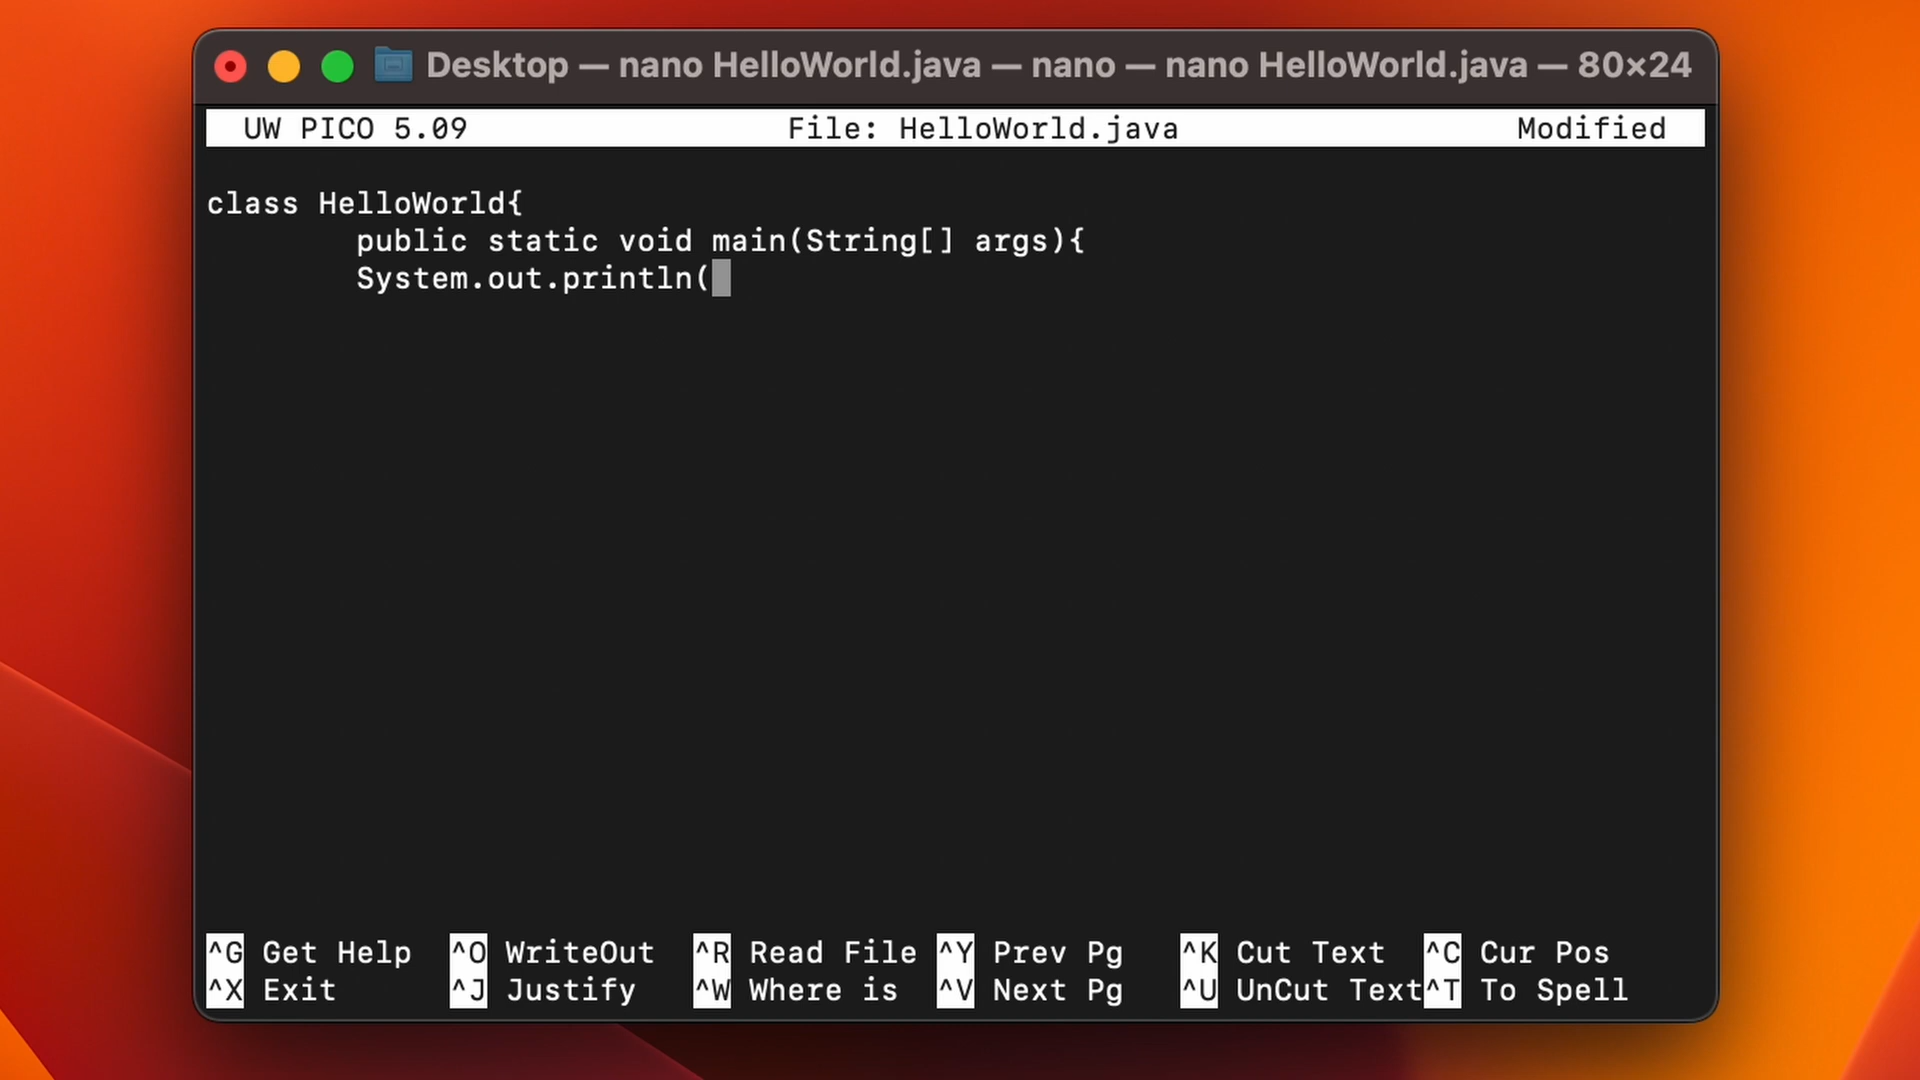 Desktop — nano HelloWorld.java — nano — nano HelloWorld.java — 80×24
UW PICO 5.09 File: HelloWorld.java Modified
class HelloWorld{
public static void main(String[] args){
System.out.println(
^G Get Help ^O WriteOut ^R Read File ^Y Prev Pg ^K Cut Text ^C Cur Pos
^X Exit ^J Justify ^W Where is ^V Next Pg ^U UnCut Text ^T To Spell